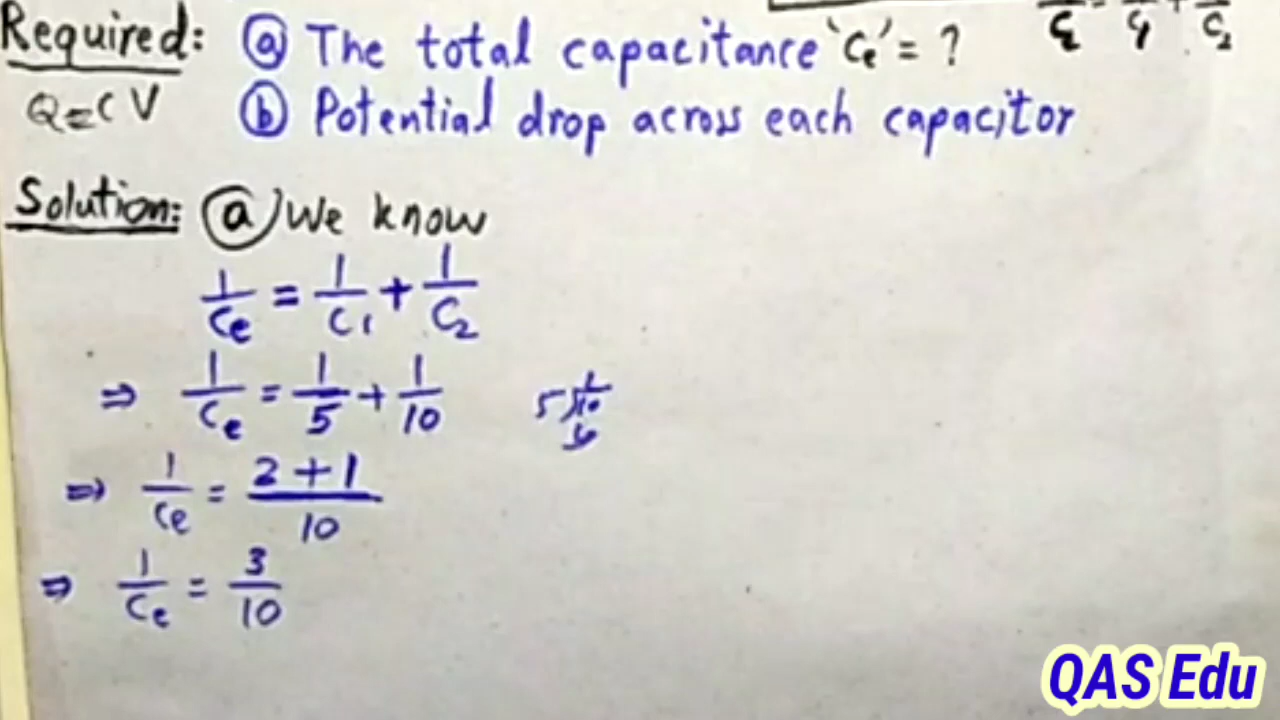 Required: ⓐ The total capacitance 'Ce' = ?
Q = CV ⓑ Potential drop across each capacitor
Solution: ⓐ We know
1/Ce = 1/C1 + 1/C2
⇒ 1/Ce = 1/5 + 1/10
⇒ 1/Ce = 2+1/10
⇒ 1/Ce = 3/10
QAS Edu